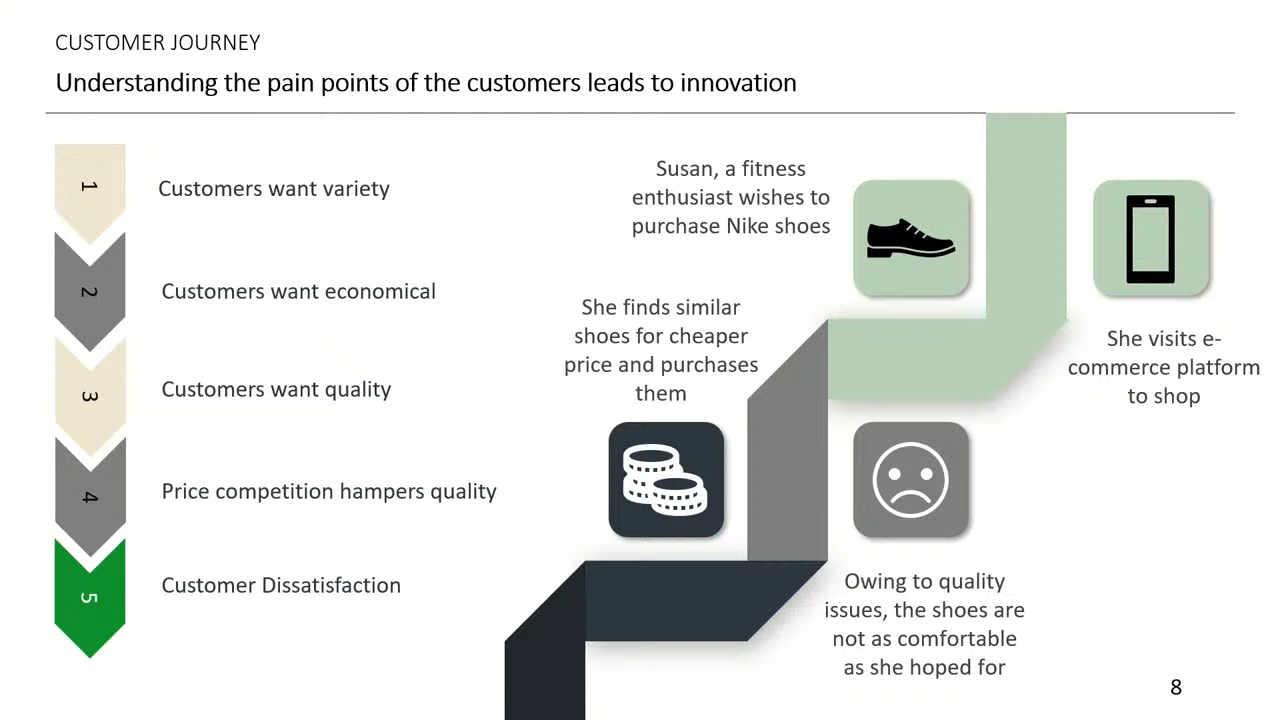 CUSTOMER JOURNEY
Understanding the pain points of the customers leads to innovation
1
Customers want variety
2
Customers want economical
3
Customers want quality
4
Price competition hampers quality
5
Customer Dissatisfaction
Susan, a fitness
enthusiast wishes to
purchase Nike shoes
She visits e-
commerce platform
to shop
She finds similar
shoes for cheaper
price and purchases
them
Owing to quality
issues, the shoes are
not as comfortable
as she hoped for
8